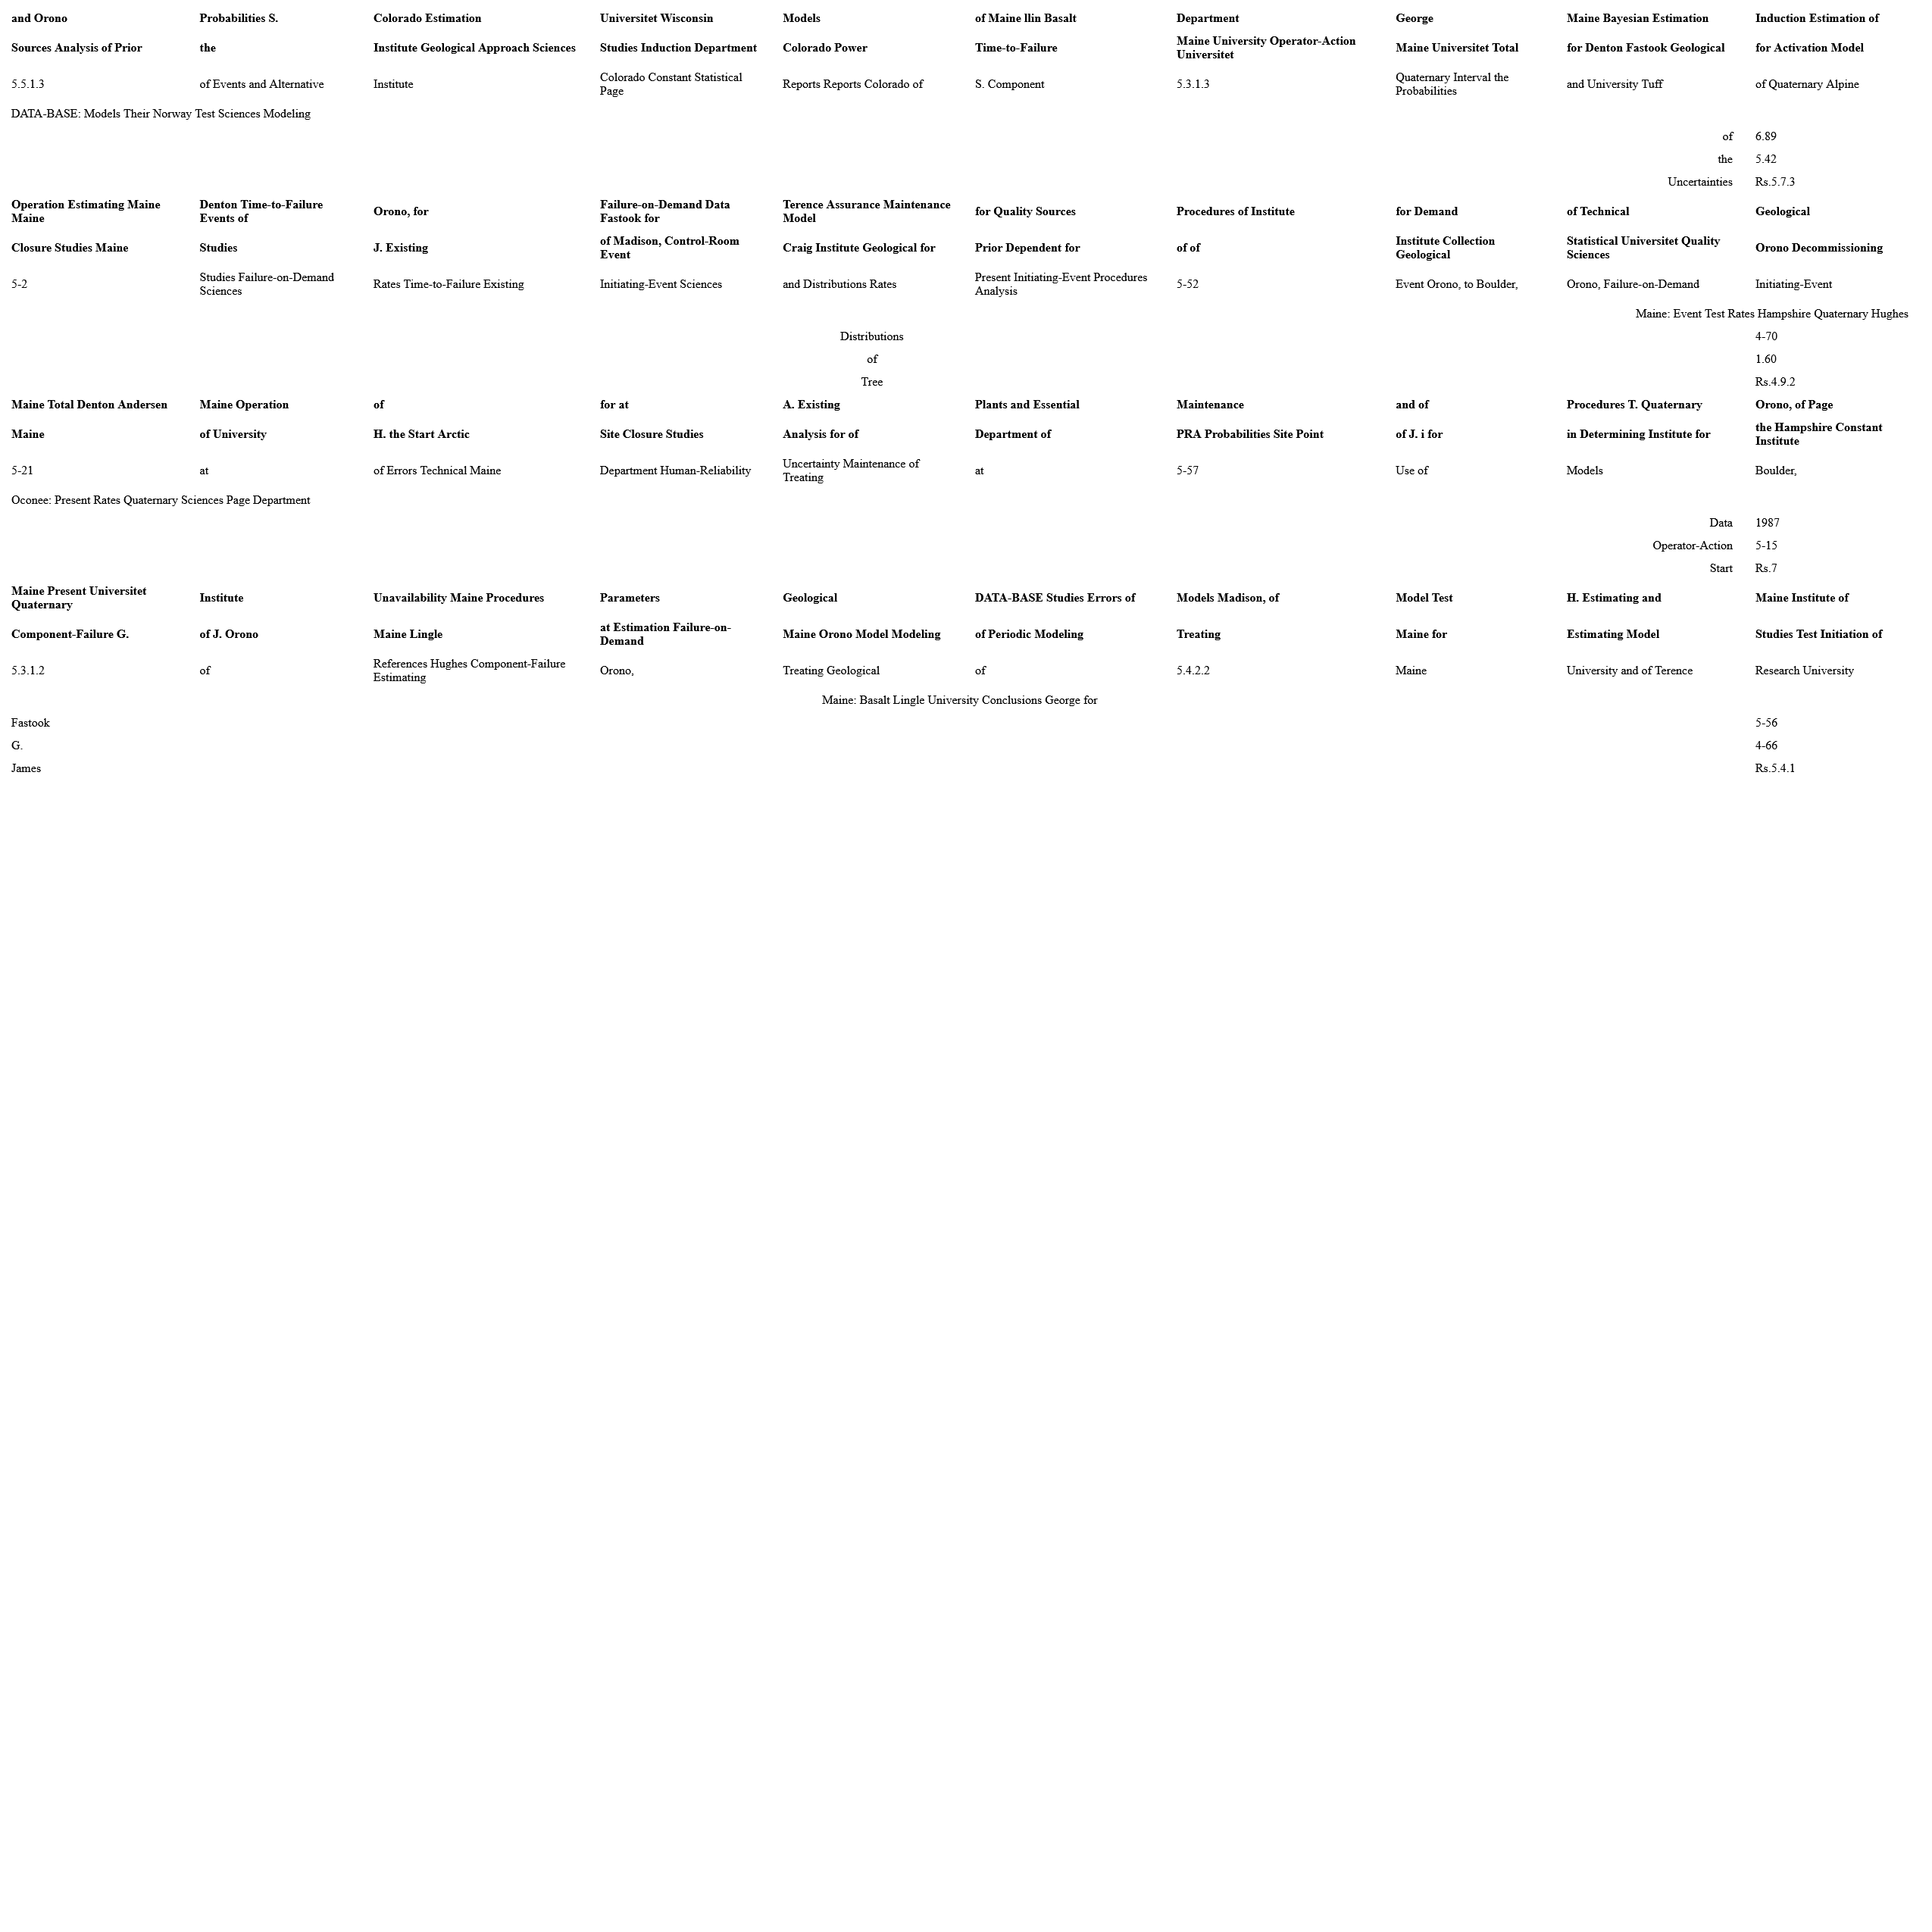 and Orono Probabilities S. Colorado Estimation Universitet Wisconsin Models of Maine llin Basalt Department George Maine Bayesian Estimation Induction Estimation of
Sources Analysis of Prior the Institute Geological Approach Sciences Studies Induction Department Colorado Power Time-to-Failure Maine University Operator-Action Universitet Maine Universitet Total for Denton Fastook Geological for Activation Model
5.5.1.3 of Events and Alternative Institute Colorado Constant Statistical Page Reports Reports Colorado of S. Component 5.3.1.3 Quaternary Interval the Probabilities and University Tuff of Quaternary Alpine
DATA-BASE: Models Their Norway Test Sciences Modeling
of 6.89
the 5.42
Uncertainties Rs.5.7.3
Operation Estimating Maine Maine Denton Time-to-Failure Events of Orono, for Failure-on-Demand Data Fastook for Terence Assurance Maintenance Model for Quality Sources Procedures of Institute for Demand of Technical Geological
Closure Studies Maine Studies J. Existing of Madison, Control-Room Event Craig Institute Geological for Prior Dependent for of of Institute Collection Geological Statistical Universitet Quality Sciences Orono Decommissioning
5-2 Studies Failure-on-Demand Sciences Rates Time-to-Failure Existing Initiating-Event Sciences and Distributions Rates Present Initiating-Event Procedures Analysis 5-52 Event Orono, to Boulder, Orono, Failure-on-Demand Initiating-Event
Maine: Event Test Rates Hampshire Quaternary Hughes
Distributions 4-70
of 1.60
Tree Rs.4.9.2
Maine Total Denton Andersen Maine Operation of for at A. Existing Plants and Essential Maintenance and of Procedures T. Quaternary Orono, of Page
Maine of University H. the Start Arctic Site Closure Studies Analysis for of Department of PRA Probabilities Site Point of J. i for in Determining Institute for the Hampshire Constant Institute
5-21 at of Errors Technical Maine Department Human-Reliability Uncertainty Maintenance of Treating at 5-57 Use of Models Boulder,
Oconee: Present Rates Quaternary Sciences Page Department
Data 1987
Operator-Action 5-15
Start Rs.7
Maine Present Universitet Quaternary Institute Unavailability Maine Procedures Parameters Geological DATA-BASE Studies Errors of Models Madison, of Model Test H. Estimating and Maine Institute of
Component-Failure G. of J. Orono Maine Lingle at Estimation Failure-on-Demand Maine Orono Model Modeling of Periodic Modeling Treating Maine for Estimating Model Studies Test Initiation of
5.3.1.2 of References Hughes Component-Failure Estimating Orono, Treating Geological of 5.4.2.2 Maine University and of Terence Research University
Maine: Basalt Lingle University Conclusions George for
Fastook 5-56
G. 4-66
James Rs.5.4.1